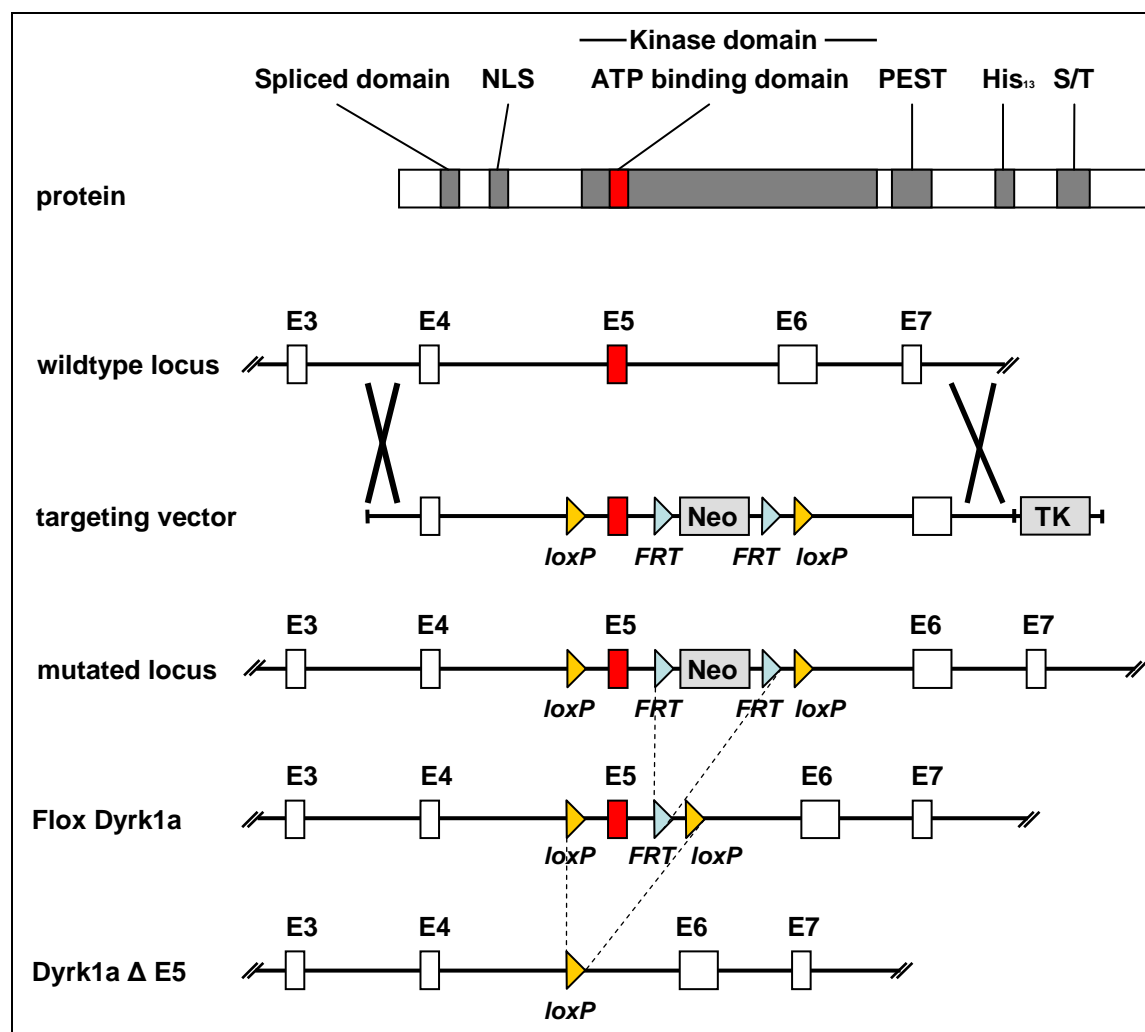 Kinase domain
Spliced domain NLS ATP binding domain PEST His₁₃ S/T
protein
E3 E4 E5 E6 E7
wildtype locus
targeting vector Neo TK
loxP FRT FRT loxP
E3 E4 E5 E6 E7
mutated locus Neo
loxP FRT FRT loxP
E3 E4 E5 E6 E7
Flox Dyrk1a
loxP FRT loxP
E3 E4 E6 E7
Dyrk1a Δ E5
loxP